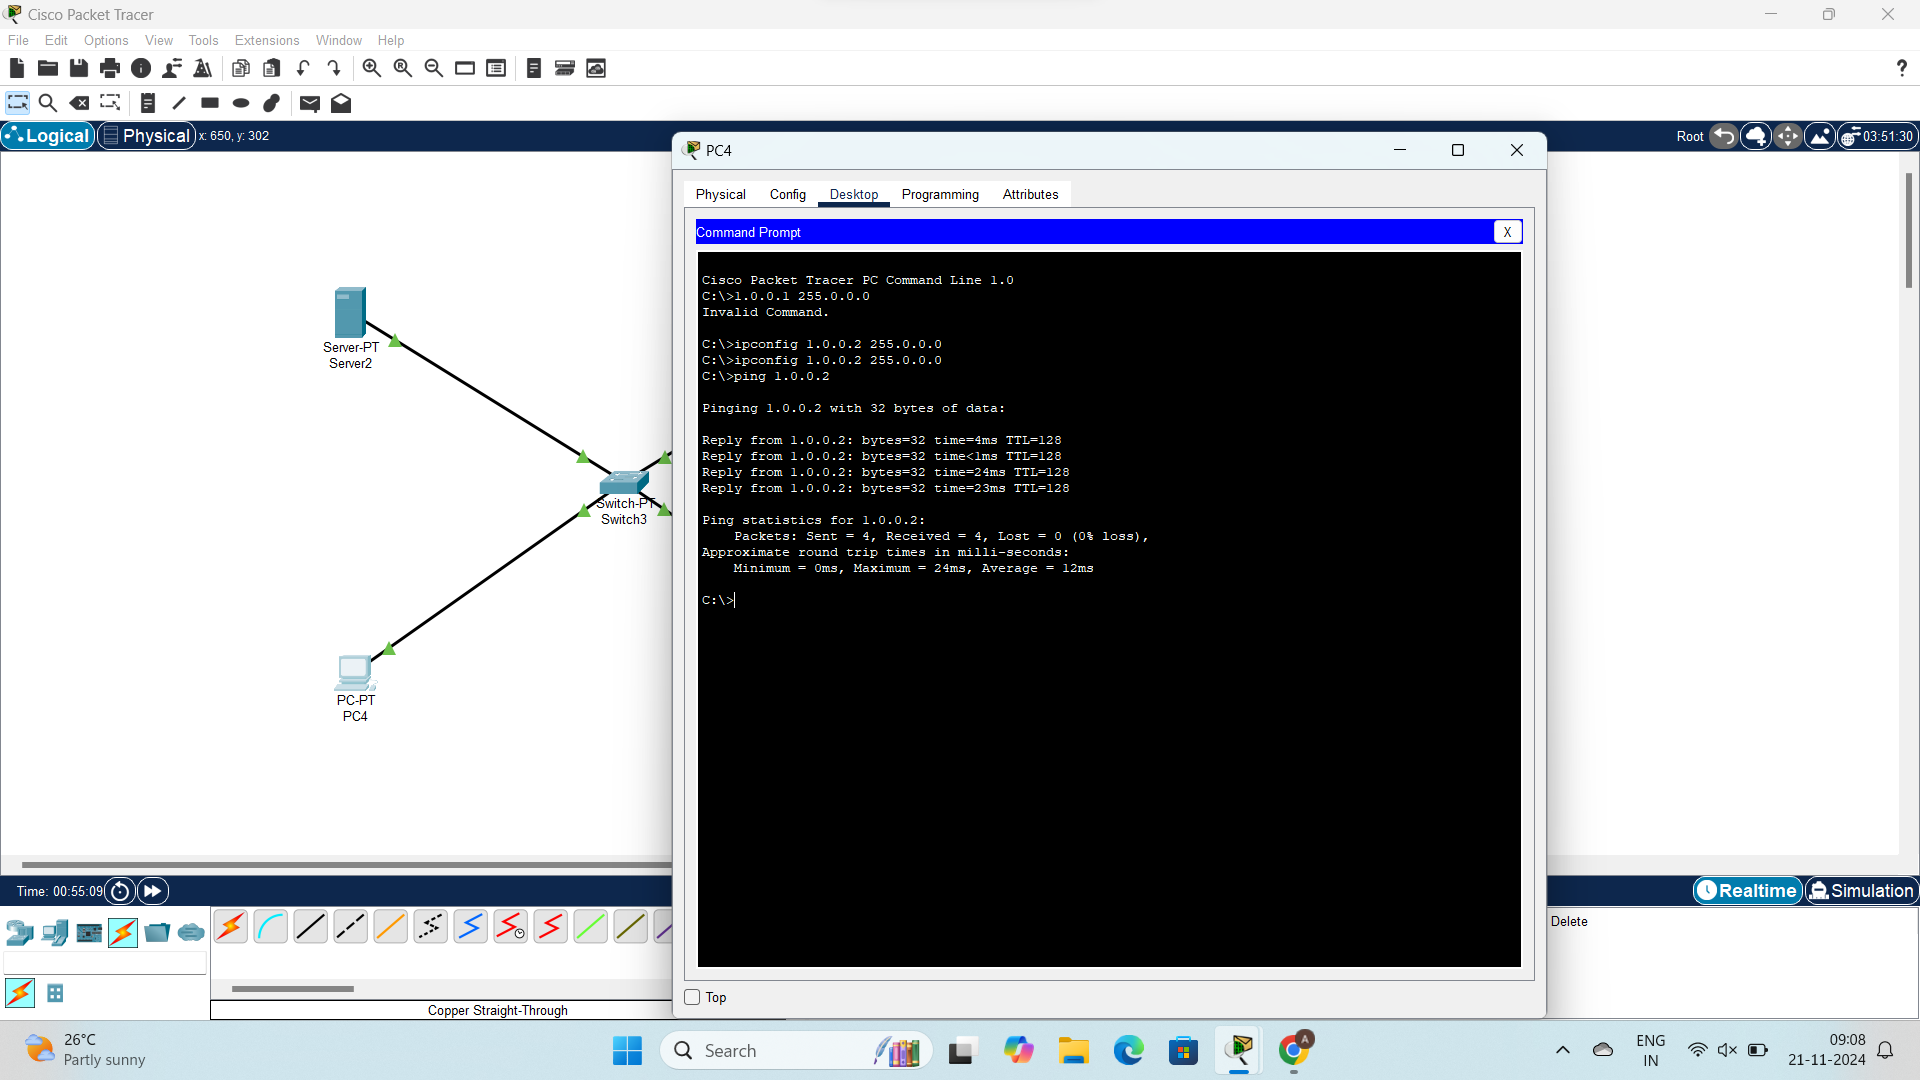 Cisco Packet Tracer
File Edit Options View Tools Extensions Window Help
?
Logical Physical x: 650, y: 302
Root 03:51:30
PC4
Physical Config Desktop Programming Attributes
Command Prompt
X
Cisco Packet Tracer PC Command Line 1.0
C:\>1.0.0.1 255.0.0.0
Invalid Command.
C:\>ipconfig 1.0.0.2 255.0.0.0
C:\>ipconfig 1.0.0.2 255.0.0.0
C:\>ping 1.0.0.2
Pinging 1.0.0.2 with 32 bytes of data:
Reply from 1.0.0.2: bytes=32 time=4ms TTL=128
Reply from 1.0.0.2: bytes=32 time<1ms TTL=128
Reply from 1.0.0.2: bytes=32 time=24ms TTL=128
Reply from 1.0.0.2: bytes=32 time=23ms TTL=128
Ping statistics for 1.0.0.2:
Packets: Sent = 4, Received = 4, Lost = 0 (0% loss),
Approximate round trip times in milli-seconds:
Minimum = 0ms, Maximum = 24ms, Average = 12ms
C:\>
Top
Server-PT
Server2
Switch-PT
Switch3
PC-PT
PC4
Time: 00:55:09
Realtime Simulation
Delete
Copper Straight-Through
26°C
Partly sunny
Search
A
ENG
IN
09:08
21-11-2024